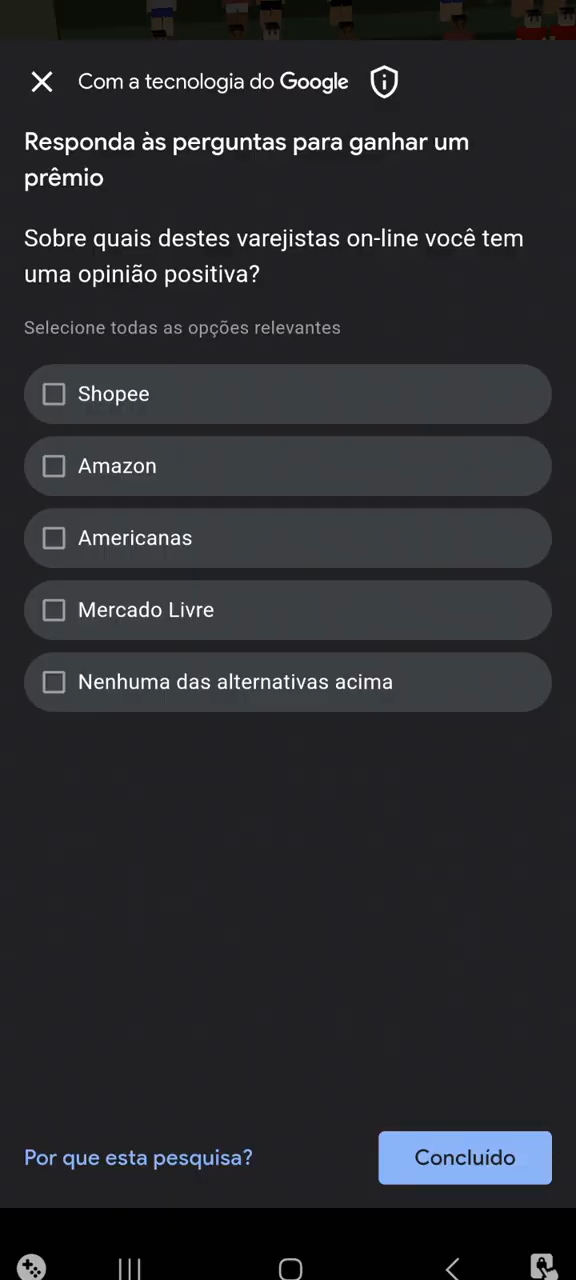 Com a tecnologia do Google
Responda às perguntas para ganhar um
prêmio
Sobre quais destes varejistas on-line você tem
uma opinião positiva?
Selecione todas as opções relevantes
Shopee
Amazon
Americanas
Mercado Livre
Nenhuma das alternativas acima
Por que esta pesquisa?
Concluído